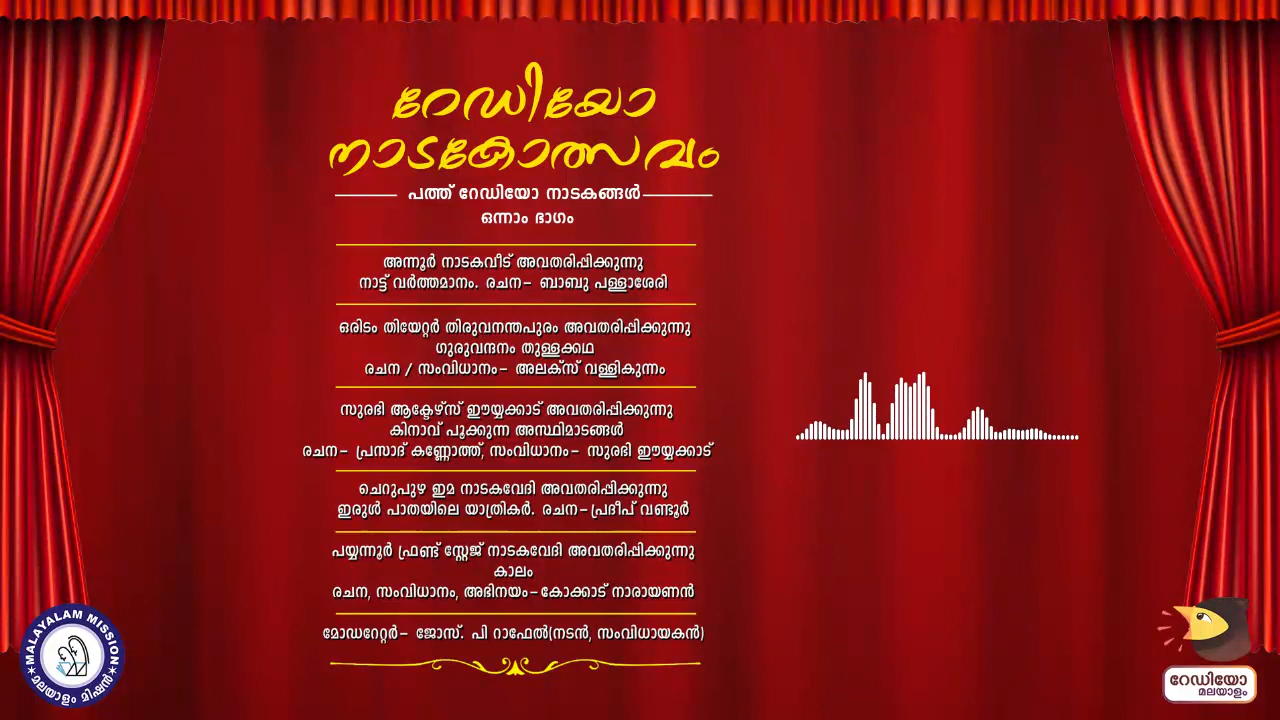 റേഡിയോ
നാടകോത്സവം
പത്ത് റേഡിയോ നാടകങ്ങൾ
ഒന്നാം ഭാഗം
അന്നൂർ നാടകവീട് അവതരിപ്പിക്കുന്നു
നാട്ട് വർത്തമാനം. രചന- ബാബു പള്ളാശേരി
ഒരിടം തിയേറ്റർ തിരുവനന്തപുരം അവതരിപ്പിക്കുന്നു
ഗുരുവന്ദനം തുള്ളക്കഥ
രചന / സംവിധാനം- അലക്സ് വള്ളികുന്നം
സുരഭി ആക്ടേഴ്സ് ഈയ്യക്കാട് അവതരിപ്പിക്കുന്നു
കിനാവ് പൂക്കുന്ന അസ്ഥിമാടങ്ങൾ
രചന- പ്രസാദ് കണ്ണോത്ത്, സംവിധാനം- സുരഭി ഈയ്യക്കാട്
ചെറുപുഴ ഇമ നാടകവേദി അവതരിപ്പിക്കുന്നു
ഇരുൾ പാതയിലെ യാത്രികർ. രചന-പ്രദീപ് വണ്ടൂർ
പയ്യന്നൂർ ഫ്രണ്ട് സ്റ്റേജ് നാടകവേദി അവതരിപ്പിക്കുന്നു
കാലം
രചന, സംവിധാനം, അഭിനയം-കോക്കാട് നാരായണൻ
മോഡറേറ്റർ- ജോസ്. പി റാഫേൽ(നടൻ, സംവിധായകൻ)
MALAYALAM MISSION
മലയാളം മിഷൻ
റേഡിയോ
മലയാളം